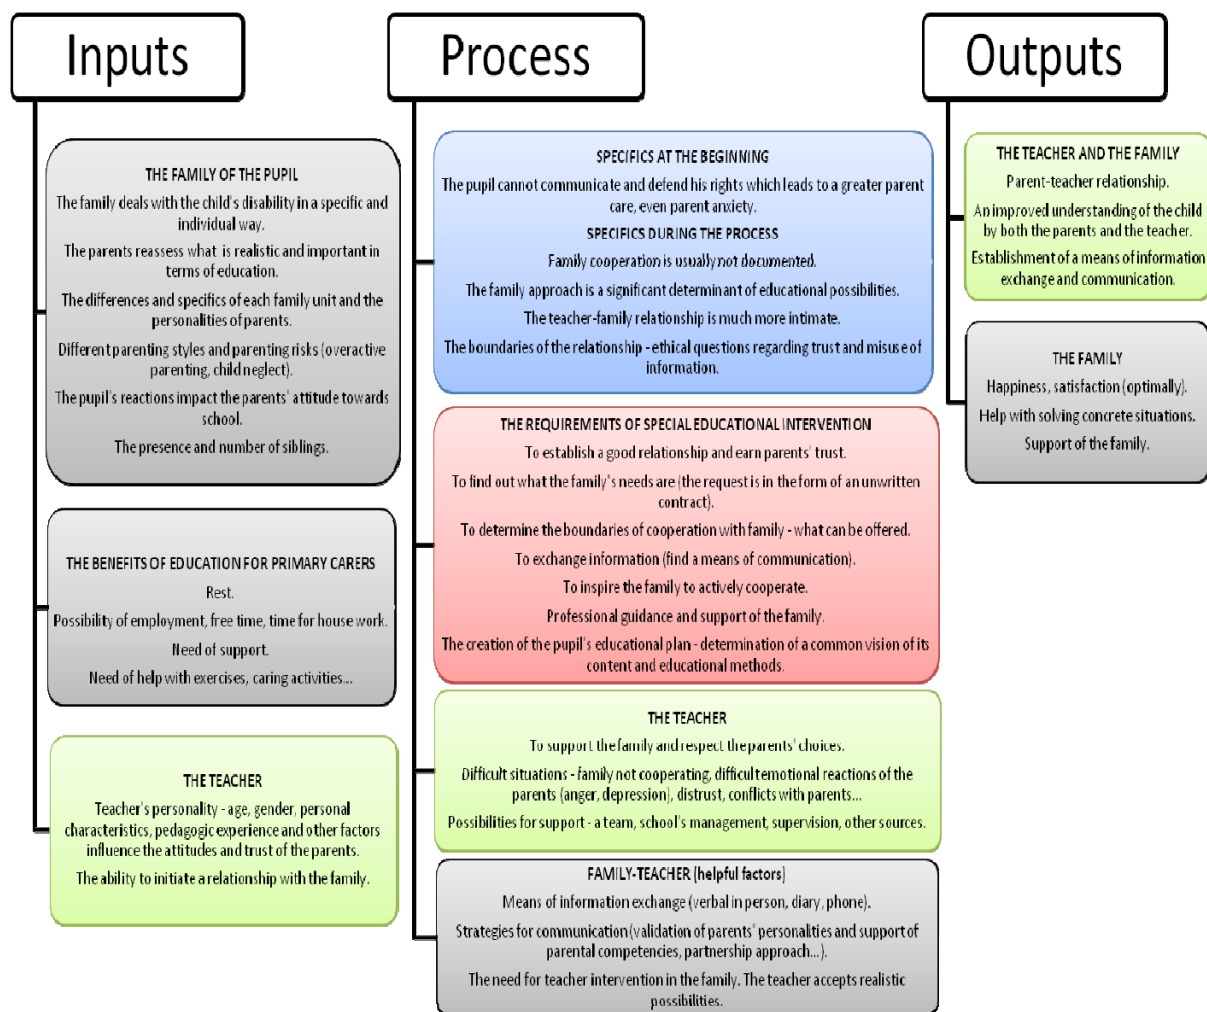 Inputs
THE FAMILY OF THE PUPIL
The family deals with the child's disability in a specific and
individual way.
The parents reassess what is realistic and important in
terms of education.
The differences and specifics of each family unit and the
personalities of parents.
Different parenting styles and parenting risks (overactive
parenting, child neglect).
The pupil's reactions impact the parents' attitude towards
school.
The presence and number of siblings.
THE BENEFITS OF EDUCATION FOR PRIMARY CARERS
Rest.
Possibility of employment, free time, time for house work.
Need of support.
Need of help with exercises, caring activities...
THE TEACHER
Teacher's personality - age, gender, personal
characteristics, pedagogic experience and other factors
influence the attitudes and trust of the parents.
The ability to initiate a relationship with the family.
Process
SPECIFICS AT THE BEGINNING
The pupil cannot communicate and defend his rights which leads to a greater parent
care, even parent anxiety.
SPECIFICS DURING THE PROCESS
Family cooperation is usually not documented.
The family approach is a significant determinant of educational possibilities.
The teacher-family relationship is much more intimate.
The boundaries of the relationship - ethical questions regarding trust and misuse of
information.
THE REQUIREMENTS OF SPECIAL EDUCATIONAL INTERVENTION
To establish a good relationship and earn parents' trust.
To find out what the family's needs are (the request is in the form of an unwritten
contract).
To determine the boundaries of cooperation with family - what can be offered.
To exchange information (find a means of communication).
To inspire the family to actively cooperate.
Professional guidance and support of the family.
The creation of the pupil's educational plan - determination of a common vision of its
content and educational methods.
THE TEACHER
To support the family and respect the parents' choices.
Difficult situations - family not cooperating, difficult temotional reactions of the
parents (anger, depression), distrust, conflicts with parents...
Possibilities for support - a team, school's management, supervision, other sources.
FAMILY-TEACHER (helpful factors)
Means of information exchange (verbal in person, diary, phone).
Strategies for communication (validation of parents' personalities and support of
parental competencies, partnership approach...).
The need for teacher intervention in the family. The teacher accepts realistic
possibilities.
Outputs
THE TEACHER AND THE FAMILY
Parent-teacher relationship.
An improved understanding of the child
by both the parents and the teacher.
Establishment of a means of information
exchange and communication.
THE FAMILY
Happiness, satisfaction (optimally).
Help with solving concrete situations.
Support of the family.